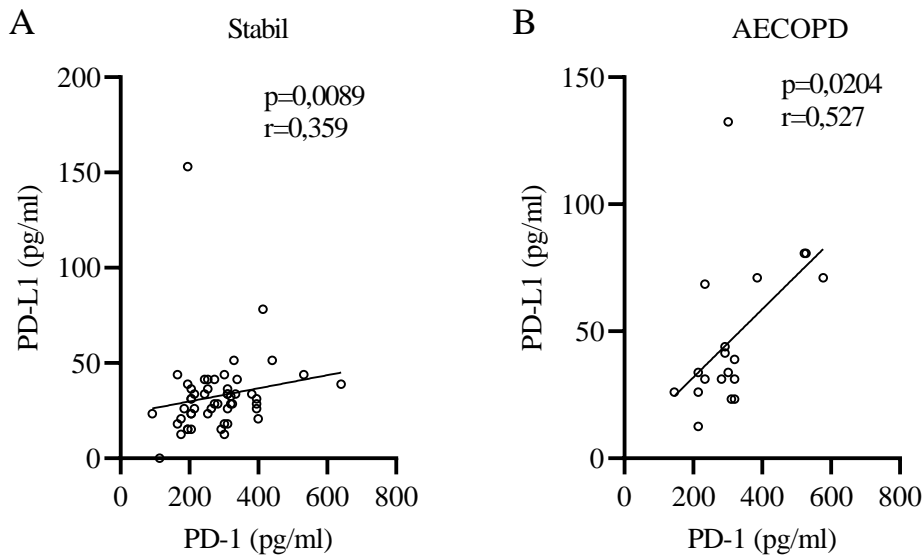 A
Stabil
p=0,0089
r=0,359
200
150
100
50
0
PD-L1 (pg/ml)
0 200 400 600 800
PD-1 (pg/ml)
B
AECOPD
p=0,0204
r=0,527
150
100
50
0
PD-L1 (pg/ml)
0 200 400 600 800
PD-1 (pg/ml)